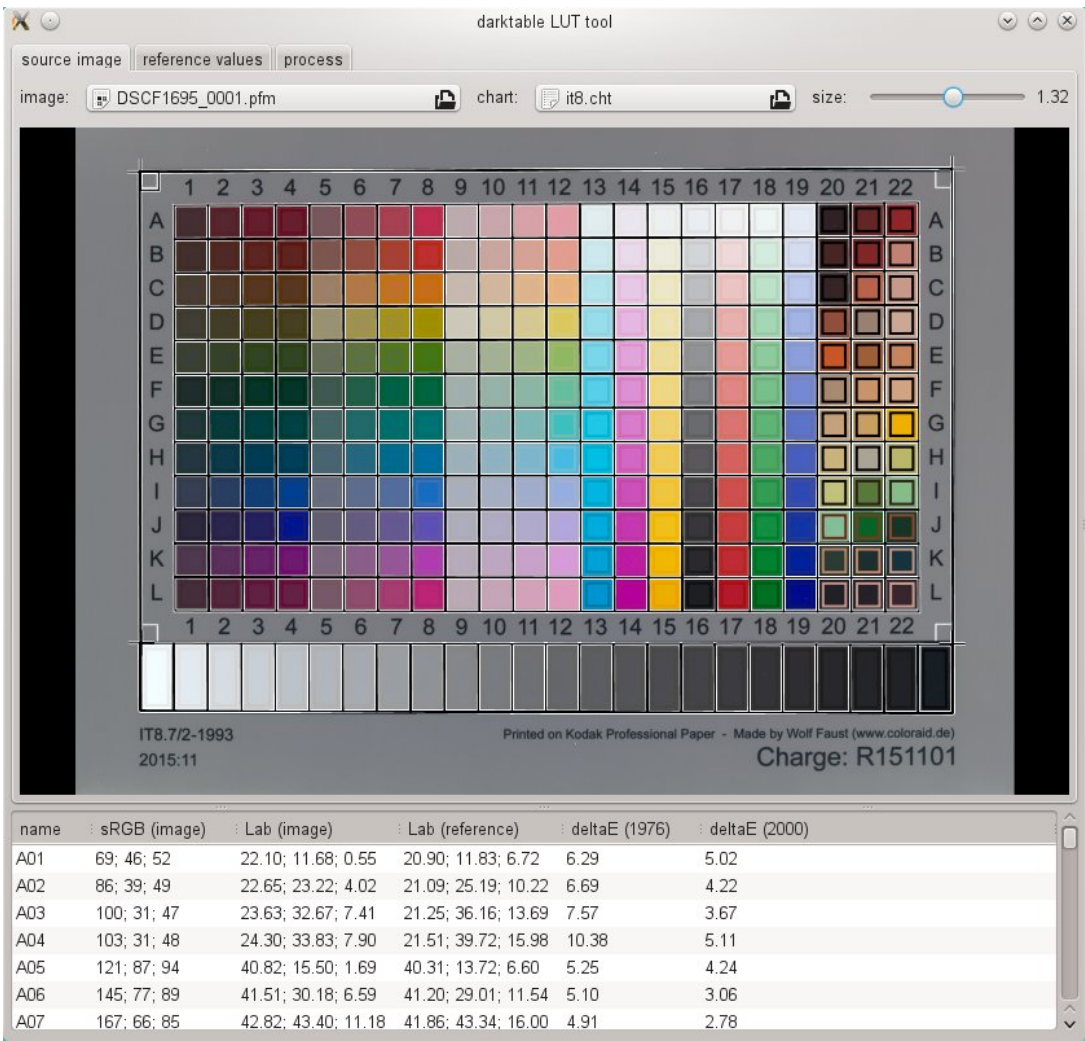 darktable LUT tool
source image reference values process
image: DSCF1695_0001.pfm chart: it8.cht size: 1.32
1 2 3 4 5 6 7 8 9 10 11 12 13 14 15 16 17 18 19 20 21 22
A A
B B
C C
D D
E E
F F
G G
H H
I I
J J
K K
L L
1 2 3 4 5 6 7 8 9 10 11 12 13 14 15 16 17 18 19 20 21 22
IT8.7/2-1993 Printed on Kodak Professional Paper - Made by Wolf Faust (www.coloraid.de)
2015:11 Charge: R151101
name sRGB (image) Lab (image) Lab (reference) deltaE (1976) deltaE (2000)
A01 69; 46; 52 22.10; 11.68; 0.55 20.90; 11.83; 6.72 6.29 5.02
A02 86; 39; 49 22.65; 23.22; 4.02 21.09; 25.19; 10.22 6.69 4.22
A03 100; 31; 47 23.63; 32.67; 7.41 21.25; 36.16; 13.69 7.57 3.67
A04 103; 31; 48 24.30; 33.83; 7.90 21.51; 39.72; 15.98 10.38 5.11
A05 121; 87; 94 40.82; 15.50; 1.69 40.31; 13.72; 6.60 5.25 4.24
A06 145; 77; 89 41.51; 30.18; 6.59 41.20; 29.01; 11.54 5.10 3.06
A07 167; 66; 85 42.82; 43.40; 11.18 41.86; 43.34; 16.00 4.91 2.78